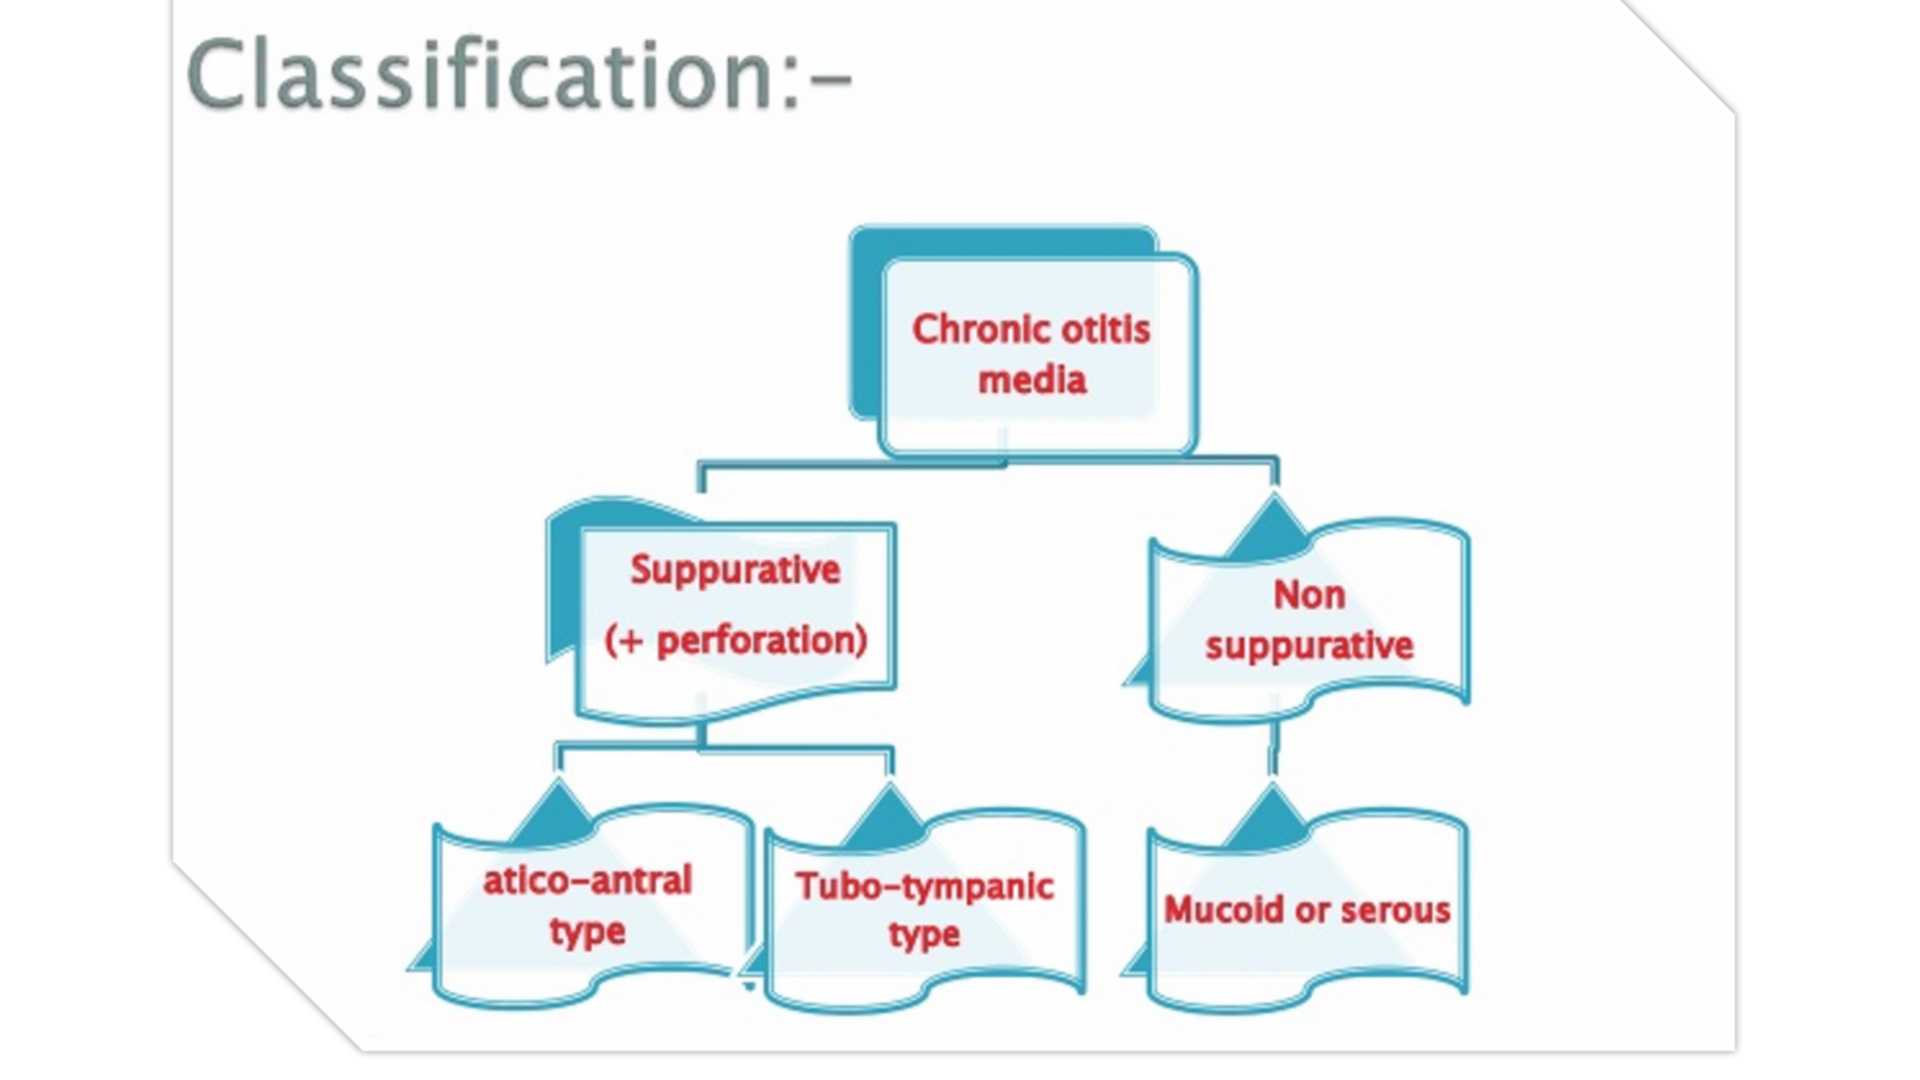 Classification:-
Chronic otitis
media
Suppurative
(+ perforation)
Non
suppurative
atico-antral
type
Tubo-tympanic
type
Mucoid or serous